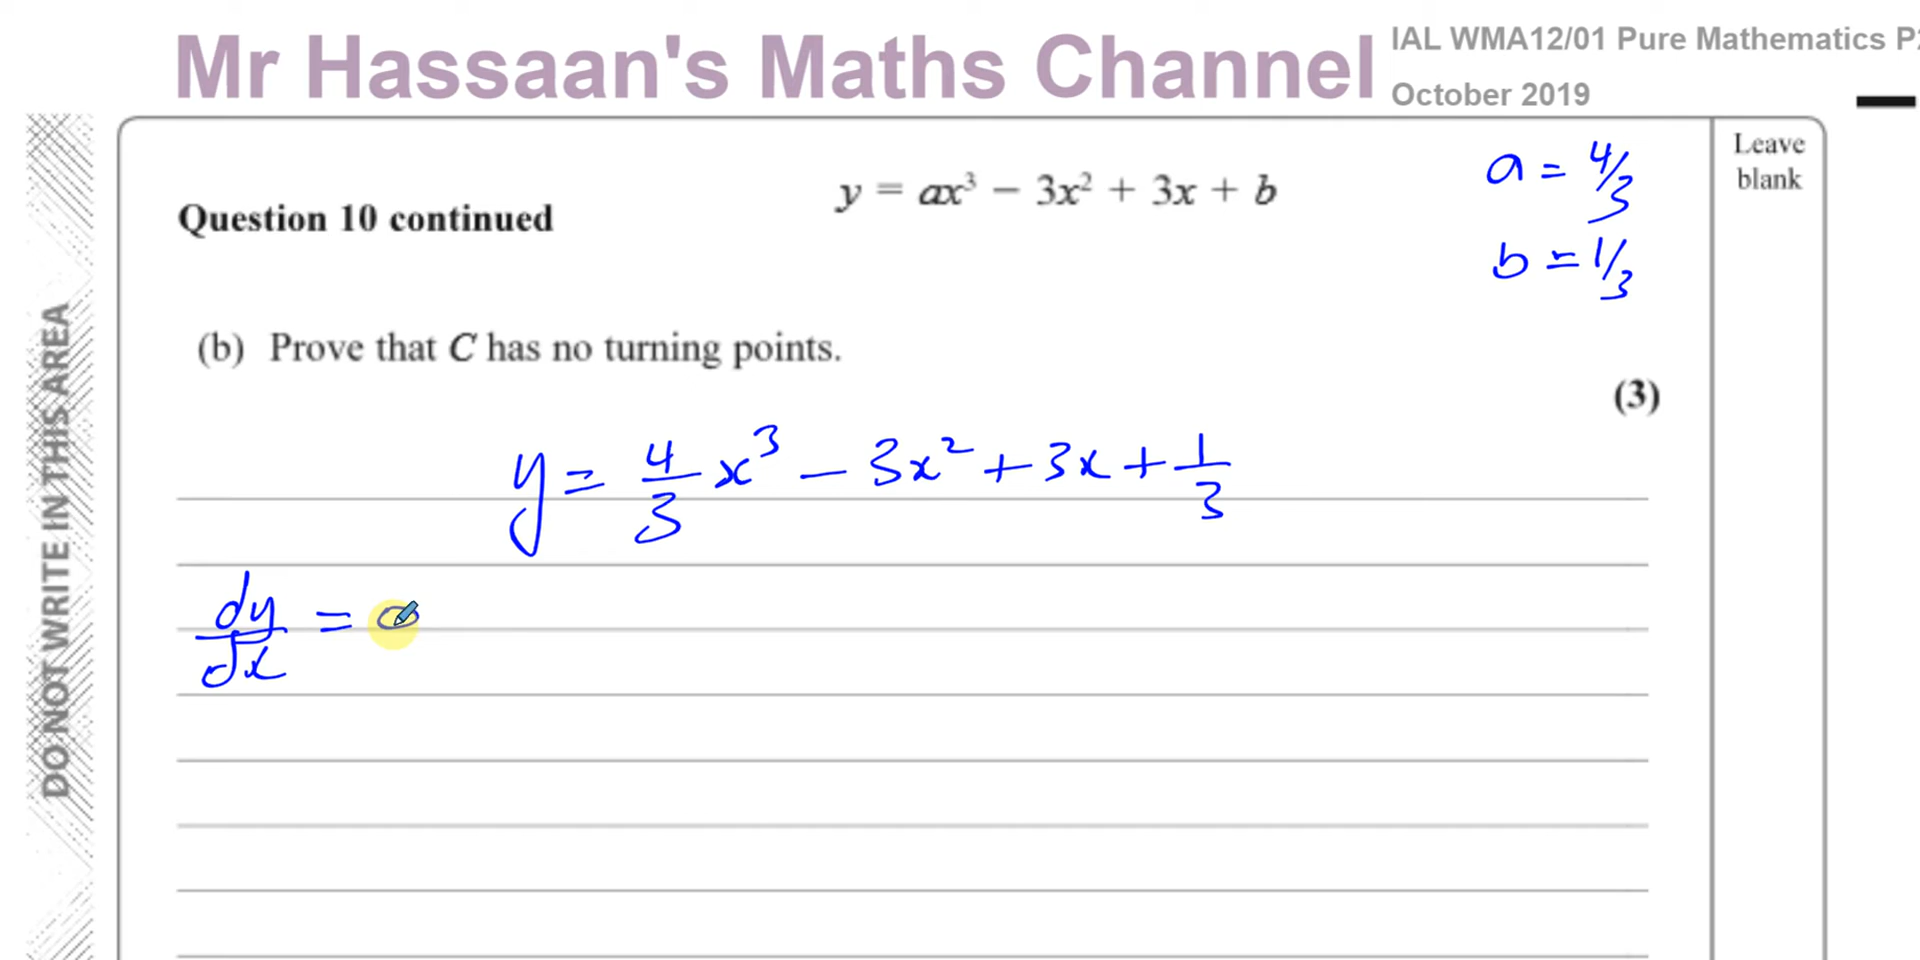 Mr Hassaan's Maths Channel
IAL WMA12/01 Pure Mathematics P2
October 2019
Leave
blank
y = ax³ − 3x² + 3x + b
a = 4/3
Question 10 continued
b = 1/3
(b) Prove that C has no turning points.
(3)
y = 4/3 x³ − 3x² + 3x + 1/3
dy/dx = 0
DO NOT WRITE IN THIS AREA